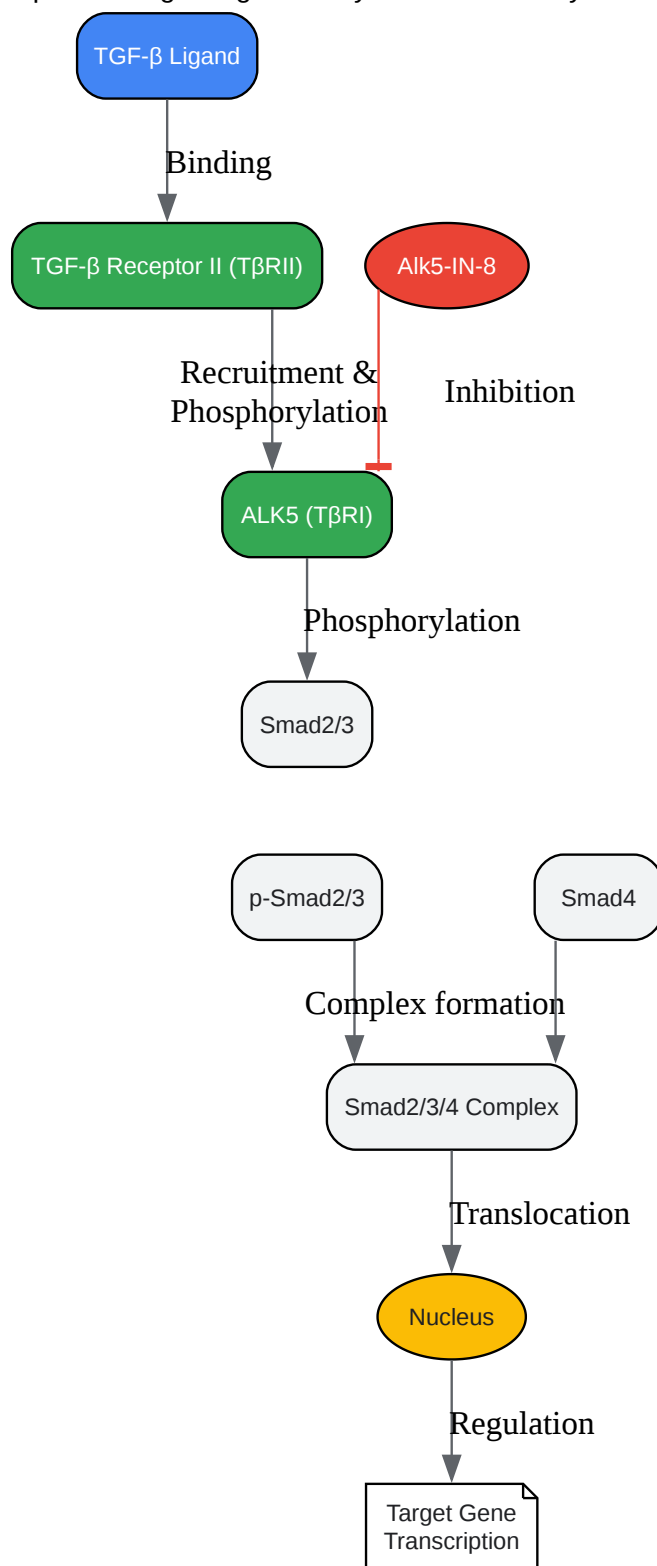 TGF-β Ligand
Binding
TGF-β Receptor II (TβRII)
Alk5-IN-8
Recruitment &
Phosphorylation
Inhibition
ALK5 (TβRI)
Phosphorylation
Smad2/3
p-Smad2/3
Smad4
Complex formation
Smad2/3/4 Complex
Translocation
Nucleus
Regulation
Target Gene
Transcription